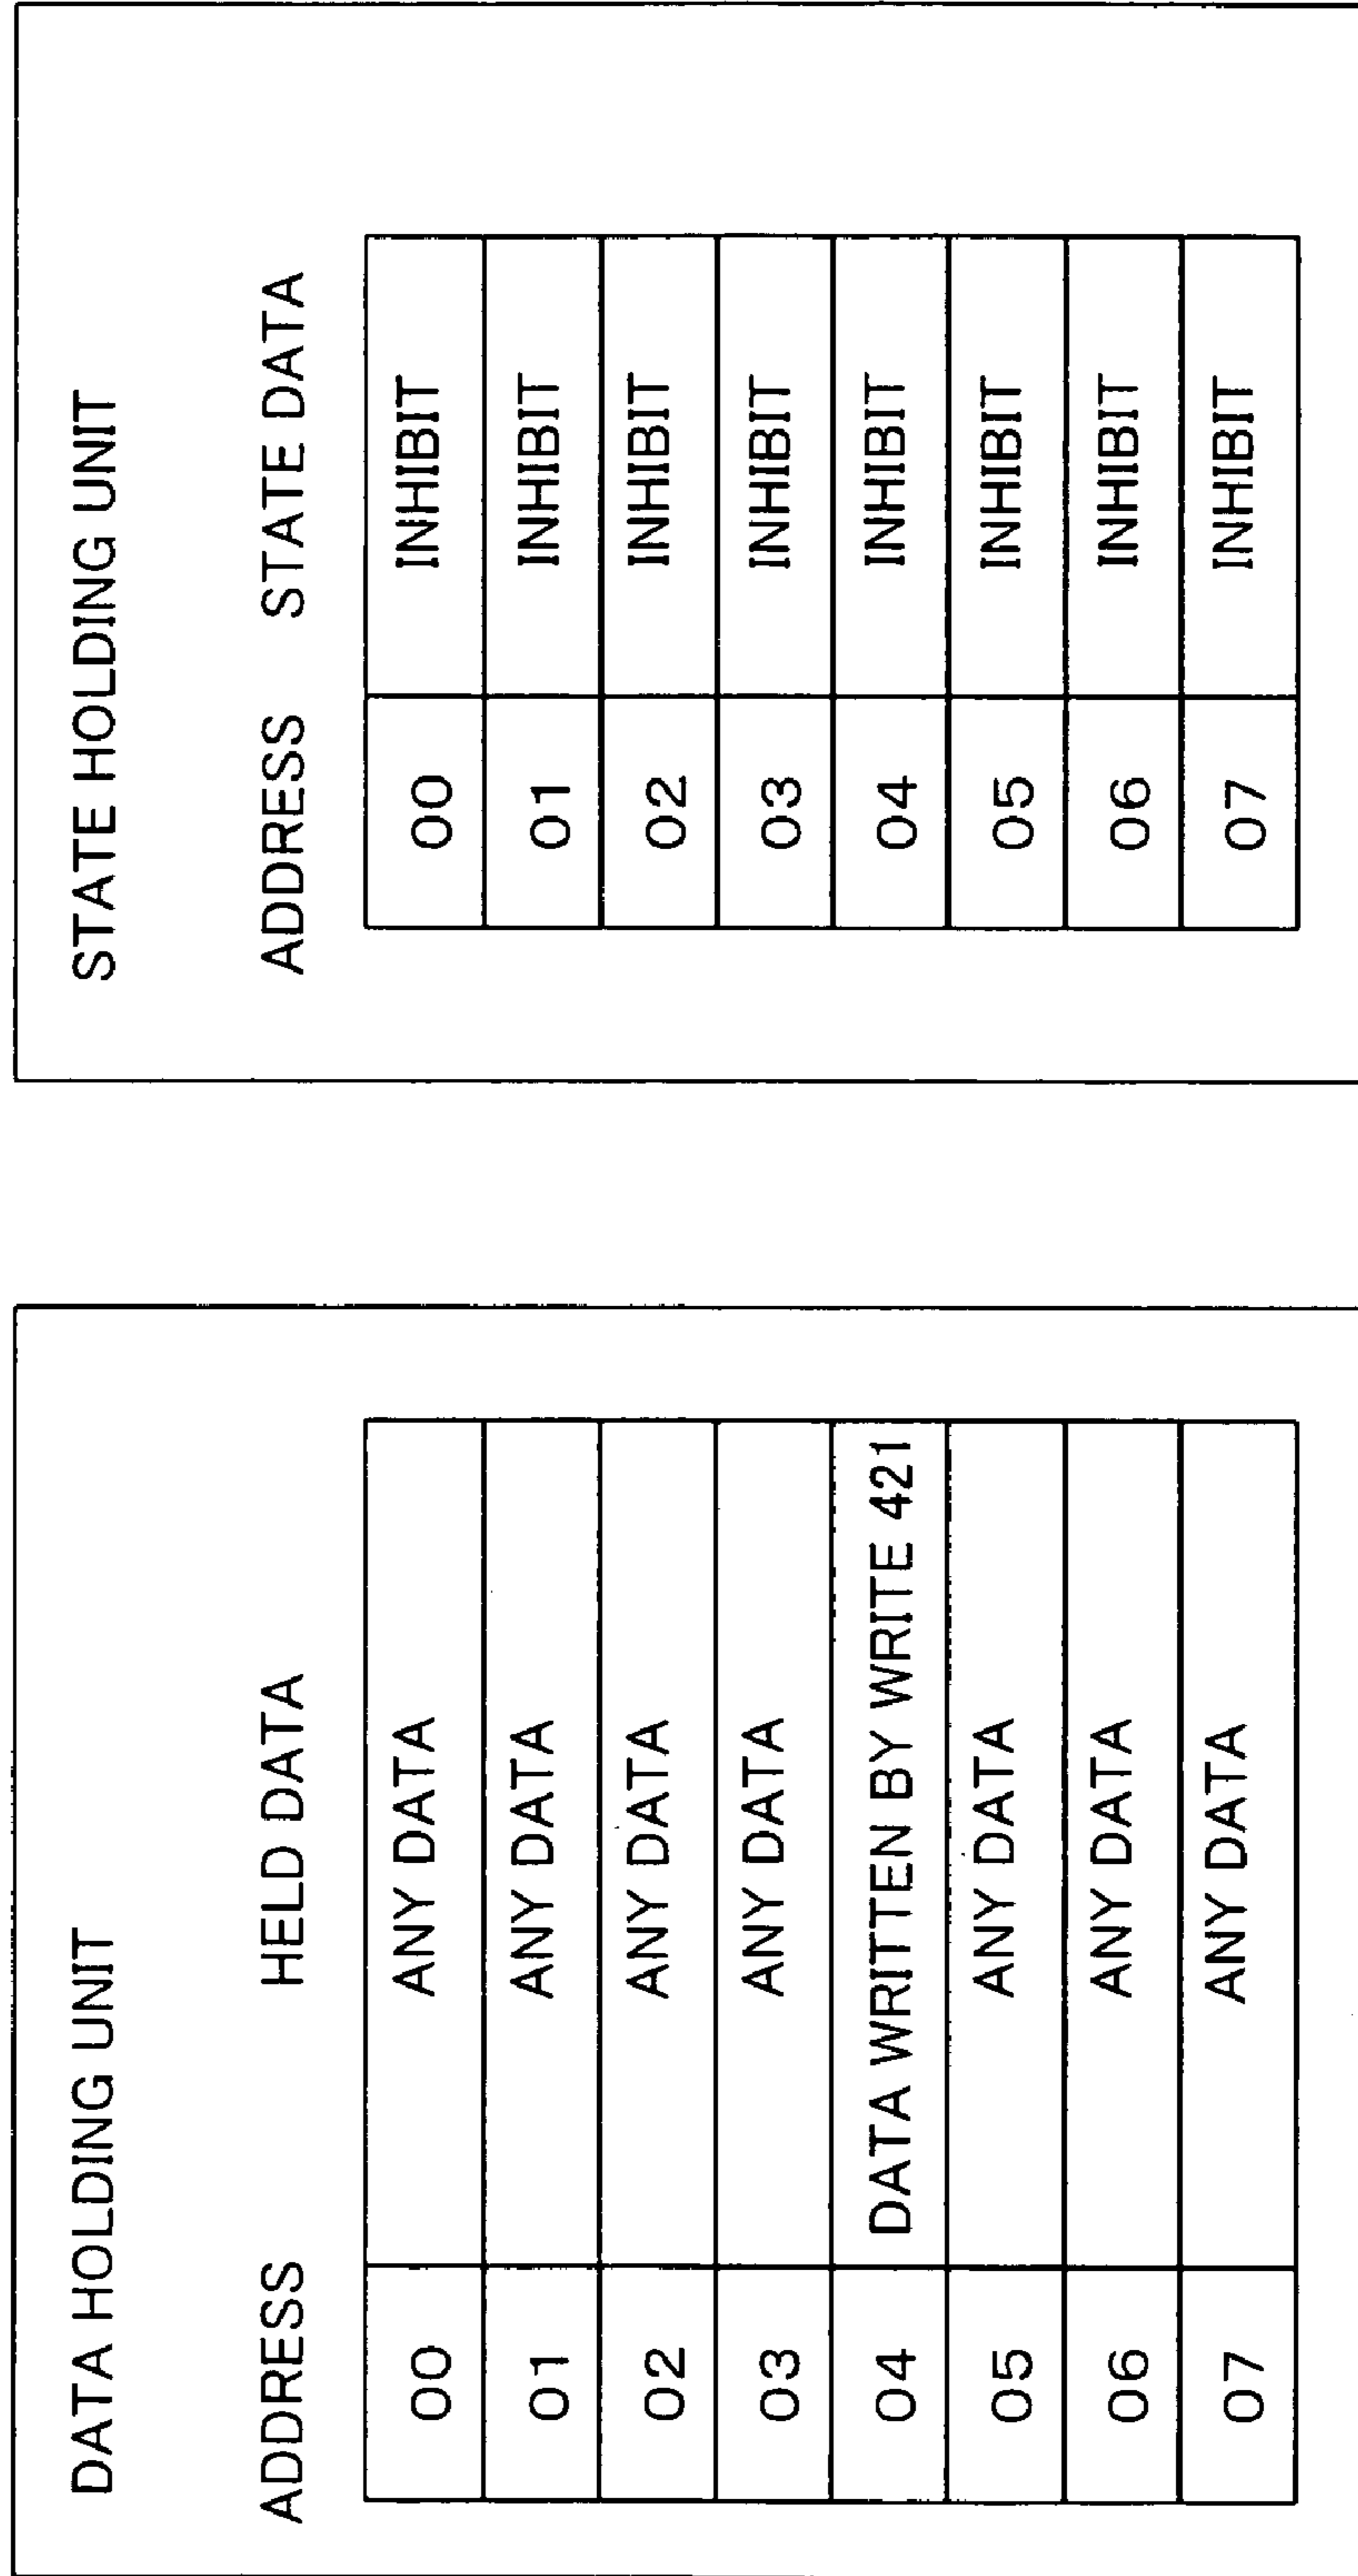 DATA HOLDING UNIT
ADDRESS HELD DATA
00 ANY DATA
01 ANY DATA
02 ANY DATA
03 ANY DATA
04 DATA WRITTEN BY WRITE 421
05 ANY DATA
06 ANY DATA
07 ANY DATA
STATE HOLDING UNIT
ADDRESS STATE DATA
00 INHIBIT
01 INHIBIT
02 INHIBIT
03 INHIBIT
04 INHIBIT
05 INHIBIT
06 INHIBIT
07 INHIBIT